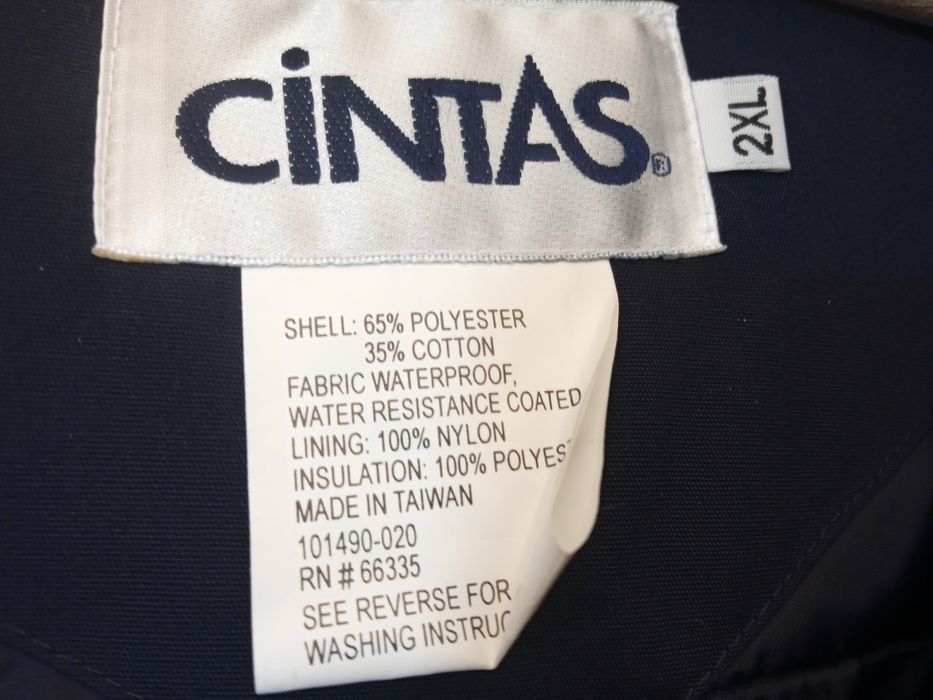 CiNTAS®
2XL
SHELL: 65% POLYESTER
35% COTTON
FABRIC WATERPROOF,
WATER RESISTANCE COATED
LINING: 100% NYLON
INSULATION: 100% POLYES
MADE IN TAIWAN
101490-020
RN # 66335
SEE REVERSE FOR
WASHING INSTRUC